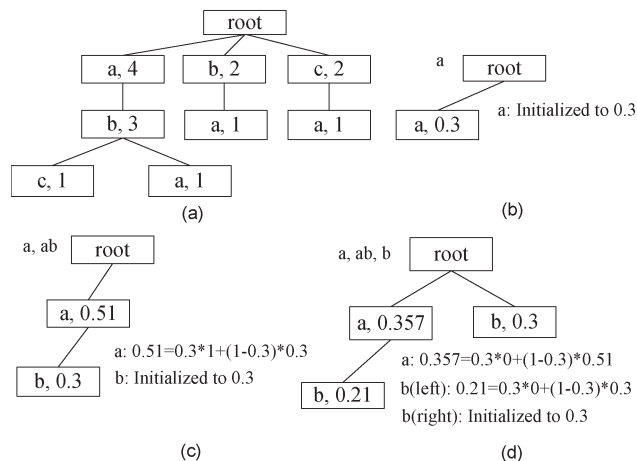 root
a, 4
b, 2
c, 2
b, 3
a, 1
a, 1
c, 1
a, 1
(a)
a
root
a, 0.3
a: Initialized to 0.3
(b)
a, ab
root
a, 0.51
b, 0.3
a: 0.51=0.3*1+(1-0.3)*0.3
b: Initialized to 0.3
(c)
a, ab, b
root
a, 0.357
b, 0.3
b, 0.21
a: 0.357=0.3*0+(1-0.3)*0.51
b(left): 0.21=0.3*0+(1-0.3)*0.3
b(right): Initialized to 0.3
(d)